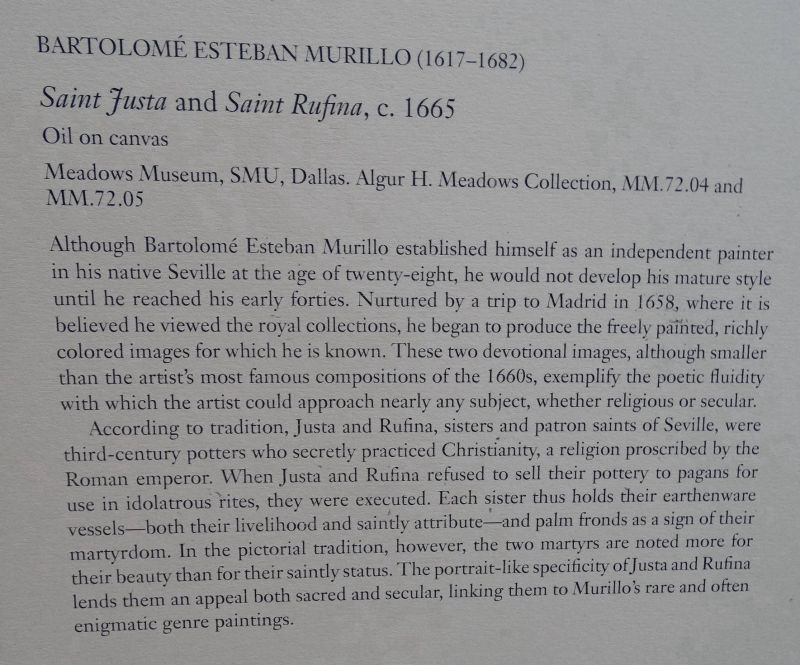 BARTOLOMÉ ESTEBAN MURILLO (1617–1682)
Saint Justa and Saint Rufina, c. 1665
Oil on canvas
Meadows Museum, SMU, Dallas. Algur H. Meadows Collection, MM.72.04 and
MM.72.05
Although Bartolomé Esteban Murillo established himself as an independent painter
in his native Seville at the age of twenty-eight, he would not develop his mature style
until he reached his early forties. Nurtured by a trip to Madrid in 1658, where it is
believed he viewed the royal collections, he began to produce the freely painted, richly
colored images for which he is known. These two devotional images, although smaller
than the artist's most famous compositions of the 1660s, exemplify the poetic fluidity
with which the artist could approach nearly any subject, whether religious or secular.
According to tradition, Justa and Rufina, sisters and patron saints of Seville, were
third-century potters who secretly practiced Christianity, a religion proscribed by the
Roman emperor. When Justa and Rufina refused to sell their pottery to pagans for
use in idolatrous rites, they were executed. Each sister thus holds their earthenware
vessels—both their livelihood and saintly attribute—and palm fronds as a sign of their
martyrdom. In the pictorial tradition, however, the two martyrs are noted more for
their beauty than for their saintly status. The portrait-like specificity of Justa and Rufina
lends them an appeal both sacred and secular, linking them to Murillo's rare and often
enigmatic genre paintings.